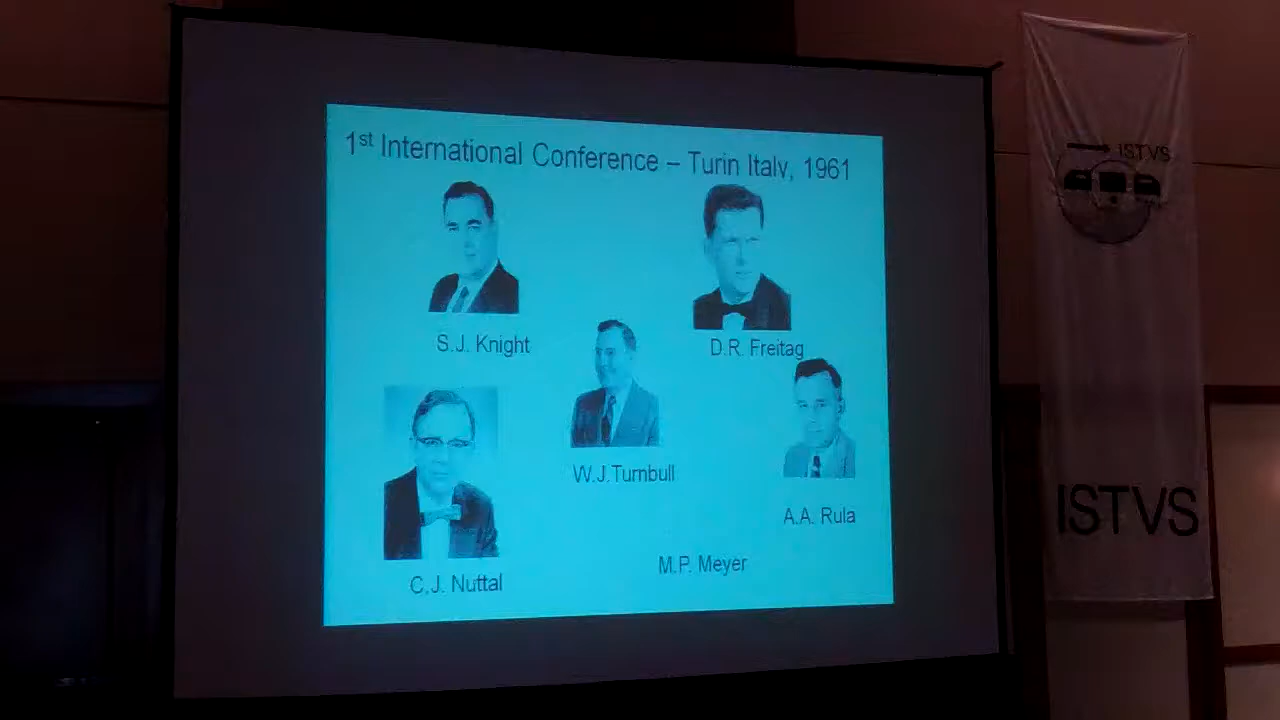 1st International Conference – Turin Italy, 1961
S.J. Knight
D.R. Freitag
W.J.Turnbull
A.A. Rula
M.P. Meyer
C.J. Nuttal
ISTVS
ISTVS